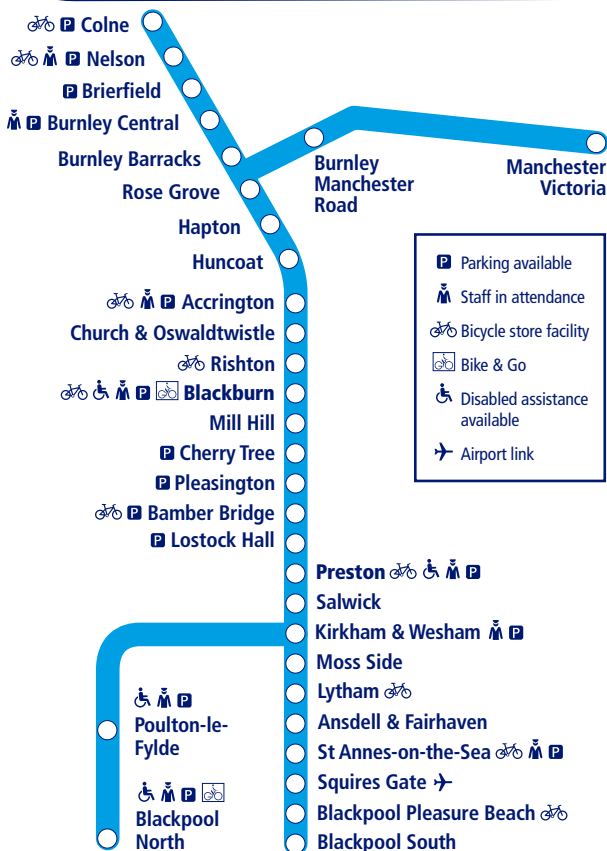 Colne
Nelson
Brierfield
Burnley Central
Burnley Barracks
Rose Grove
Hapton
Huncoat
Burnley
Manchester
Road
Manchester
Victoria
P Parking available
Staff in attendance
Bicycle store facility
Bike & Go
Disabled assistance
available
Airport link
P Accrington
Church & Oswaldtwistle
Rishton
P Blackburn
Mill Hill
P Cherry Tree
P Pleasington
P Bamber Bridge
P Lostock Hall
Preston P
Salwick
Kirkham & Wesham P
Moss Side
Lytham
Ansdell & Fairhaven
St Annes-on-the-Sea P
Squires Gate
Blackpool Pleasure Beach
Blackpool South
P
Poulton-le-
Fylde
P
Blackpool
North